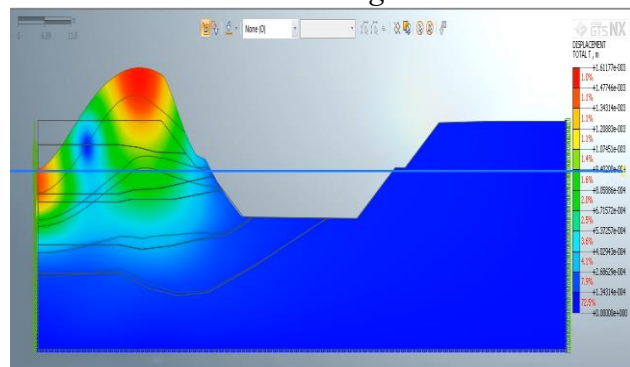 None (0)
GTSNX
DISPLACEMENT
TOTAL T , m
+1.61177e-003
1.0%
+1.47746e-003
1.1%
+1.34314e-003
1.1%
+1.20883e-003
1.1%
+1.07451e-003
1.4%
1.6%
+8.05886e-004
2.0%
+6.71572e-004
2.5%
+5.37257e-004
3.6%
+4.02943e-004
4.1%
+2.68629e-004
7.9%
+1.34314e-004
72.5%
+0.00000e+000